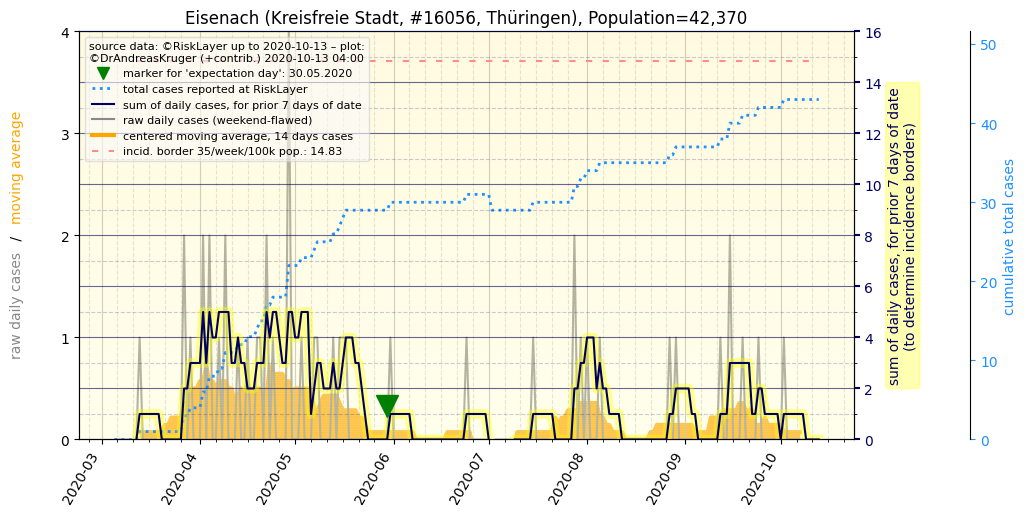 Eisenach (Kreisfreie Stadt, #16056, Thüringen), Population=42,370
source data: ©RiskLayer up to 2020-10-13 – plot:
©DrAndreasKruger (+contrib.) 2020-10-13 04:00
marker for 'expectation day': 30.05.2020
total cases reported at RiskLayer
sum of daily cases, for prior 7 days of date
raw daily cases (weekend-flawed)
centered moving average, 14 days cases
incid. border 35/week/100k pop.: 14.83
raw daily cases / moving average
4
3
2
1
0
16
14
12
10
8
6
4
2
0
sum of daily cases, for prior 7 days of date
(to determine incidence borders)
50
40
30
20
10
0
cumulative total cases
2020-03
2020-04
2020-05
2020-06
2020-07
2020-08
2020-09
2020-10